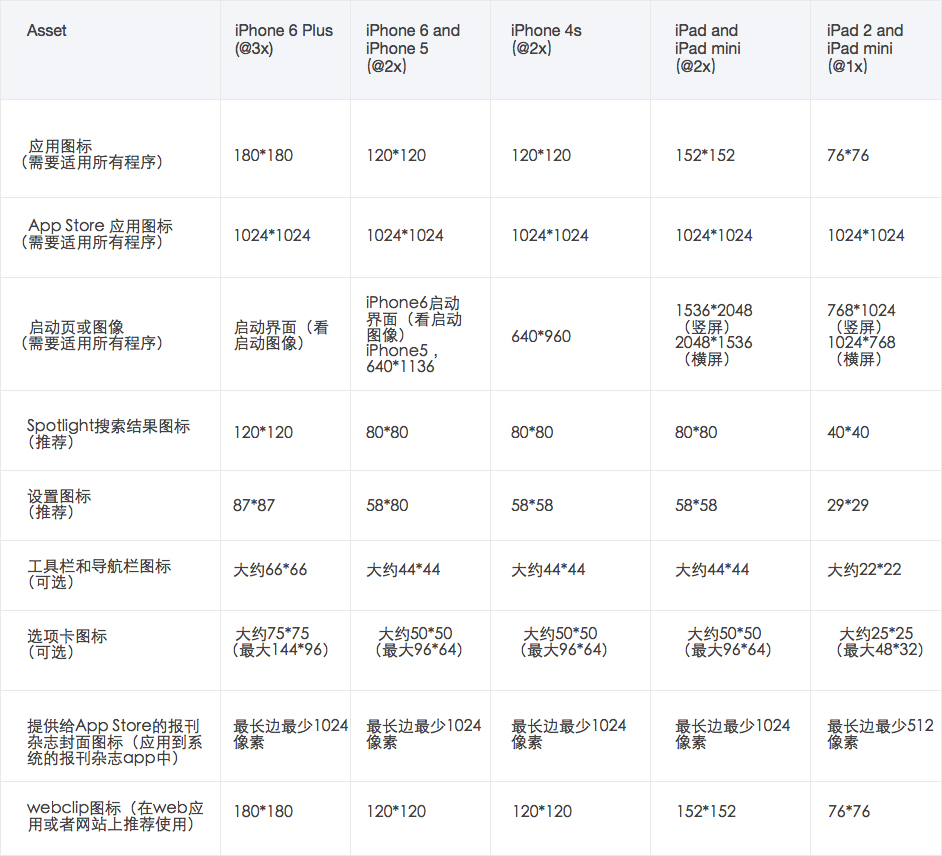 Asset
iPhone 6 Plus
(@3x)
iPhone 6 and
iPhone 5
(@2x)
iPhone 4s
(@2x)
iPad and
iPad mini
(@2x)
iPad 2 and
iPad mini
(@1x)
应用图标
（需要适用所有程序）
180*180
120*120
120*120
152*152
76*76
App Store 应用图标
（需要适用所有程序）
1024*1024
1024*1024
1024*1024
1024*1024
1024*1024
启动页或图像
（需要适用所有程序）
启动界面（看
启动图像）
iPhone6启动
界面（看启动
图像）
iPhone5，
640*1136
640*960
1536*2048
（竖屏）
2048*1536
（横屏）
768*1024
（竖屏）
1024*768
（横屏）
Spotlight搜索结果图标
（推荐）
120*120
80*80
80*80
80*80
40*40
设置图标
（推荐）
87*87
58*80
58*58
58*58
29*29
工具栏和导航栏图标
（可选）
大约66*66
大约44*44
大约44*44
大约44*44
大约22*22
选项卡图标
（可选）
大约75*75
（最大144*96）
大约50*50
（最大96*64）
大约50*50
（最大96*64）
大约50*50
（最大96*64）
大约25*25
（最大48*32）
提供给App Store的报刊
杂志封面图标（应用到系
统的报刊杂志app中）
最长边最少1024
像素
最长边最少1024
像素
最长边最少1024
像素
最长边最少1024
像素
最长边最少512
像素
webclip图标（在web应
用或者网站上推荐使用）
180*180
120*120
120*120
152*152
76*76